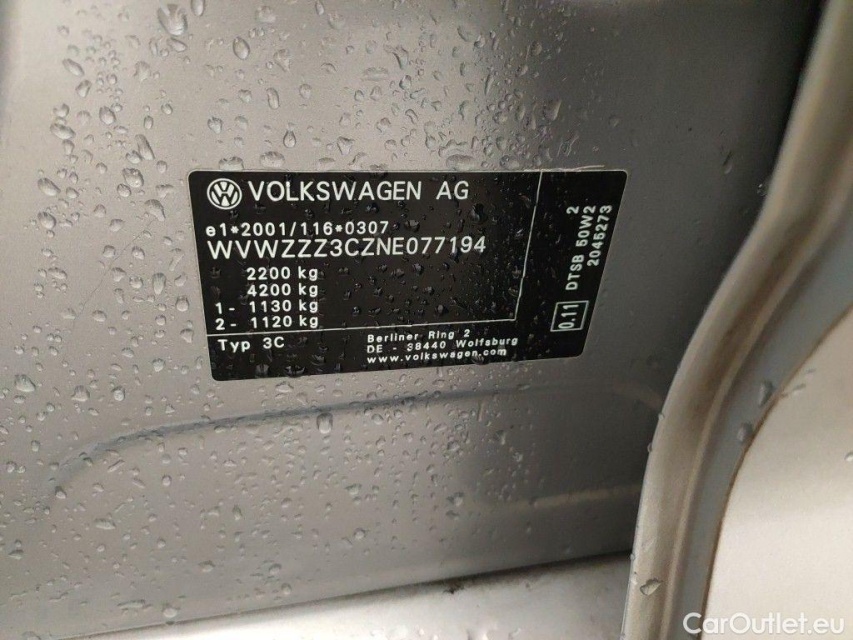 VOLKSWAGEN AG
e1*2001/116*0307
WVWZZZ3CZNE077194
2200 kg
4200 kg
1- 1130 kg
2- 1120 kg
Typ 3C
Berliner Ring 2
DE - 38440 Wolfsburg
www.volkswagen.com
0.11
DTSB 50W2 2
2045273
CarOutlet.eu